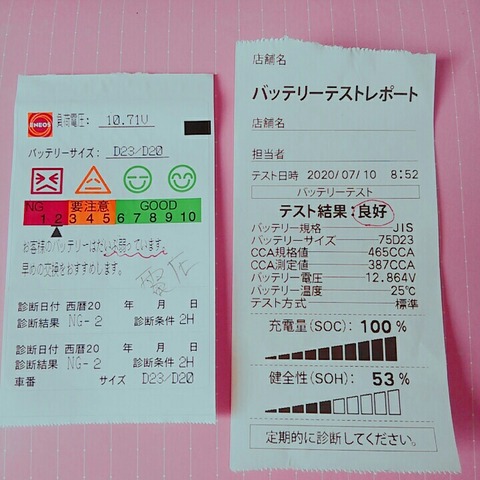 ENEOS
負荷電圧: 10.71V
バッテリーサイズ: D23/D20
NG 要注意 GOOD
1 2 3 4 5 6 7 8 9 10
お客様のバッテリーはだいぶ弱っています。
早めの交換をおすすめします。
電圧
診断日付 西暦20 年 月 日
診断結果 NG-2 診断条件 2H
診断日付 西暦20 年 月 日
診断結果 NG-2 診断条件 2H
車番 サイズ D23/D20
店舗名
バッテリーテストレポート
店舗名
担当者
テスト日時 2020/07/10 8:52
バッテリーテスト
テスト結果:良好
バッテリー規格 JIS
バッテリーサイズ 75D23
CCA規格値 465CCA
CCA測定値 387CCA
バッテリー電圧 12.864V
バッテリー温度 25℃
テスト方式 標準
充電量(SOC): 100 %
健全性(SOH): 53 %
定期的に診断してください。